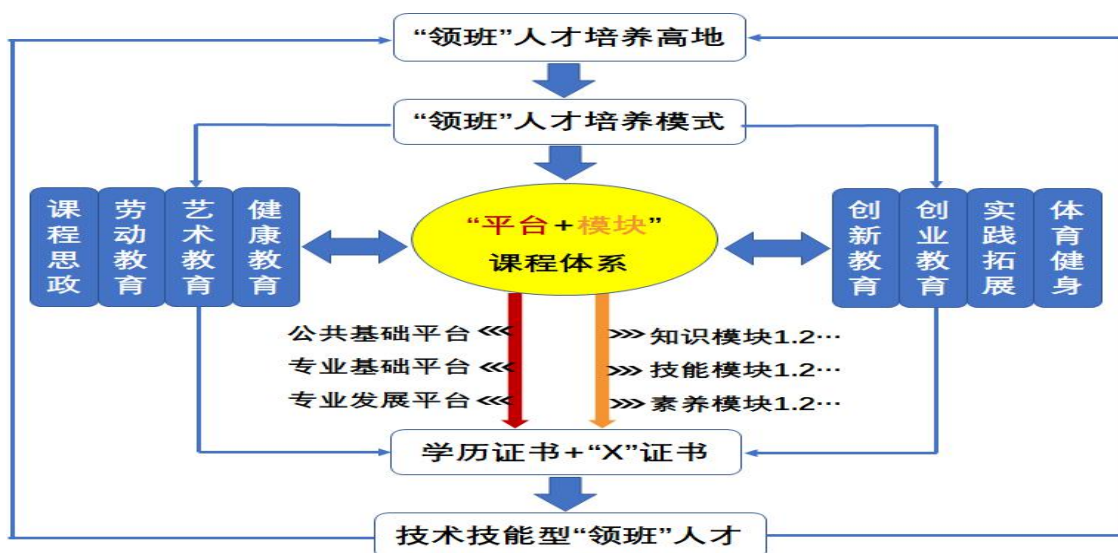 “领班”人才培养高地
“领班”人才培养模式
课程思政
劳动教育
艺术教育
健康教育
“平台+模块”
课程体系
创新教育
创业教育
实践拓展
体育健身
公共基础平台
专业基础平台
专业发展平台
知识模块1.2…
技能模块1.2…
素养模块1.2…
学历证书+“X”证书
技术技能型“领班”人才